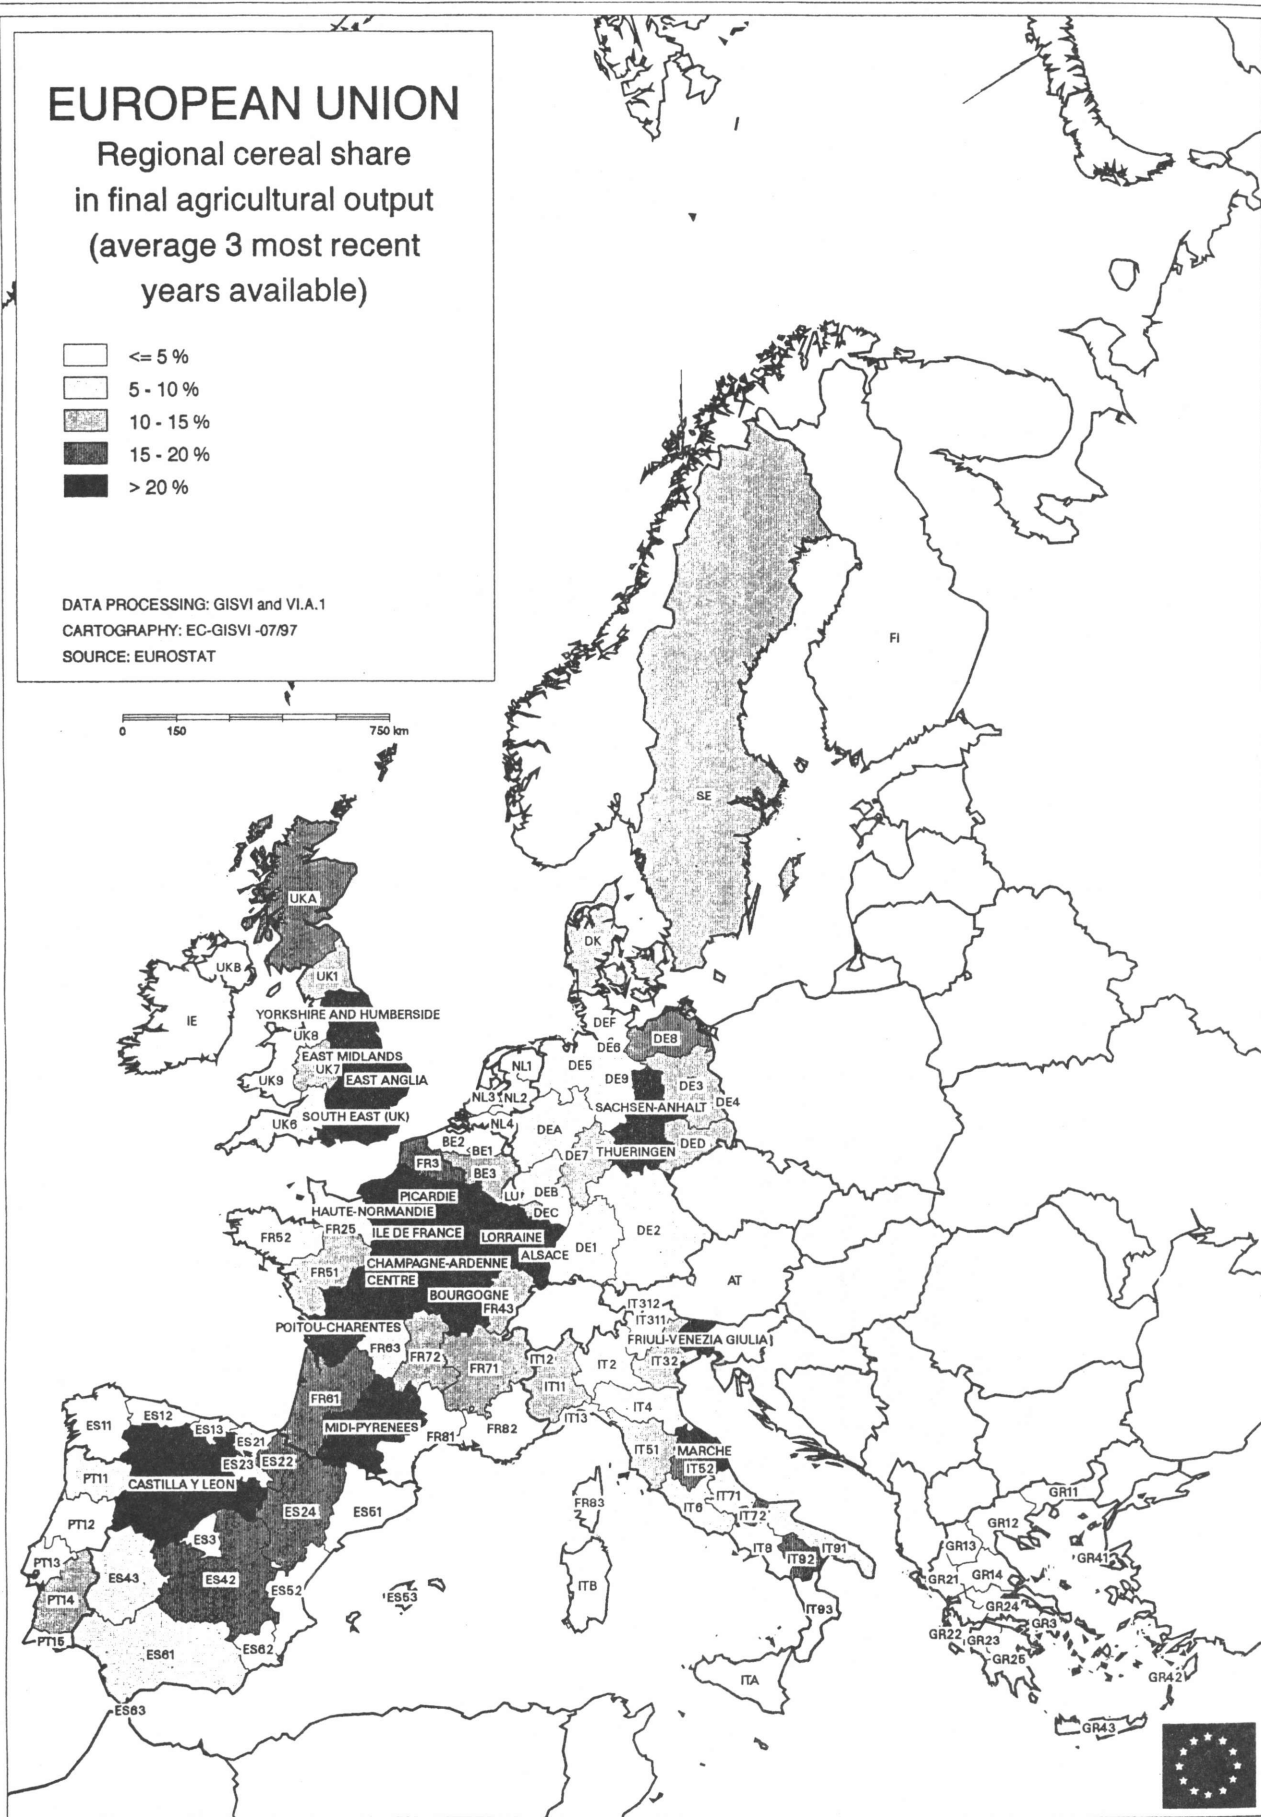 EUROPEAN UNION
Regional cereal share
in final agricultural output
(average 3 most recent
years available)
<= 5 %
5 - 10 %
10 - 15 %
15 - 20 %
> 20 %
DATA PROCESSING: GISVI and VI.A.1
CARTOGRAPHY: EC-GISVI -07/97
SOURCE: EUROSTAT
0 150 750 km
FI
SE
UKA
DK
UKB
UK1
IE
YORKSHIRE AND HUMBERSIDE
DEF
UK8
DE6
DE8
EAST MIDLANDS
UK7
NL1
DE5
UK9
EAST ANGLIA
DE9
DE3
NL3
NL2
SACHSEN-ANHALT
DE4
SOUTH EAST (UK)
UK6
NL4
DEA
BE2
BE1
DED
FR3
BE3
DE7
THUERINGEN
PICARDIE
LU
DEB
HAUTE-NORMANDIE
DEC
FR25
ILE DE FRANCE
FR52
LORRAINE
DE1
DE2
ALSACE
CHAMPAGNE-ARDENNE
FR51
CENTRE
AT
BOURGOGNE
FR43
IT312
IT311
POITOU-CHARENTES
FRIULI-VENEZIA GIULIA
FR63
FR72
FR71
IT12
IT2
IT32
IT11
FR61
IT4
ES12
ES11
ES13
MIDI-PYRENEES
FR82
IT13
ES21
FR81
IT51
MARCHE
ES23
ES22
IT52
PT11
CASTILLA Y LEON
IT71
GR11
FR83
IT6
ES24
ES51
IT72
PT12
GR12
ES3
IT8
IT91
GR13
PT13
IT92
GR41
ES43
ES42
GR21
GR14
ES52
ITB
PT14
ES53
GR24
IT93
GR3
GR22
GR23
PT15
ES61
ES62
GR25
ITA
GR42
ES63
GR43